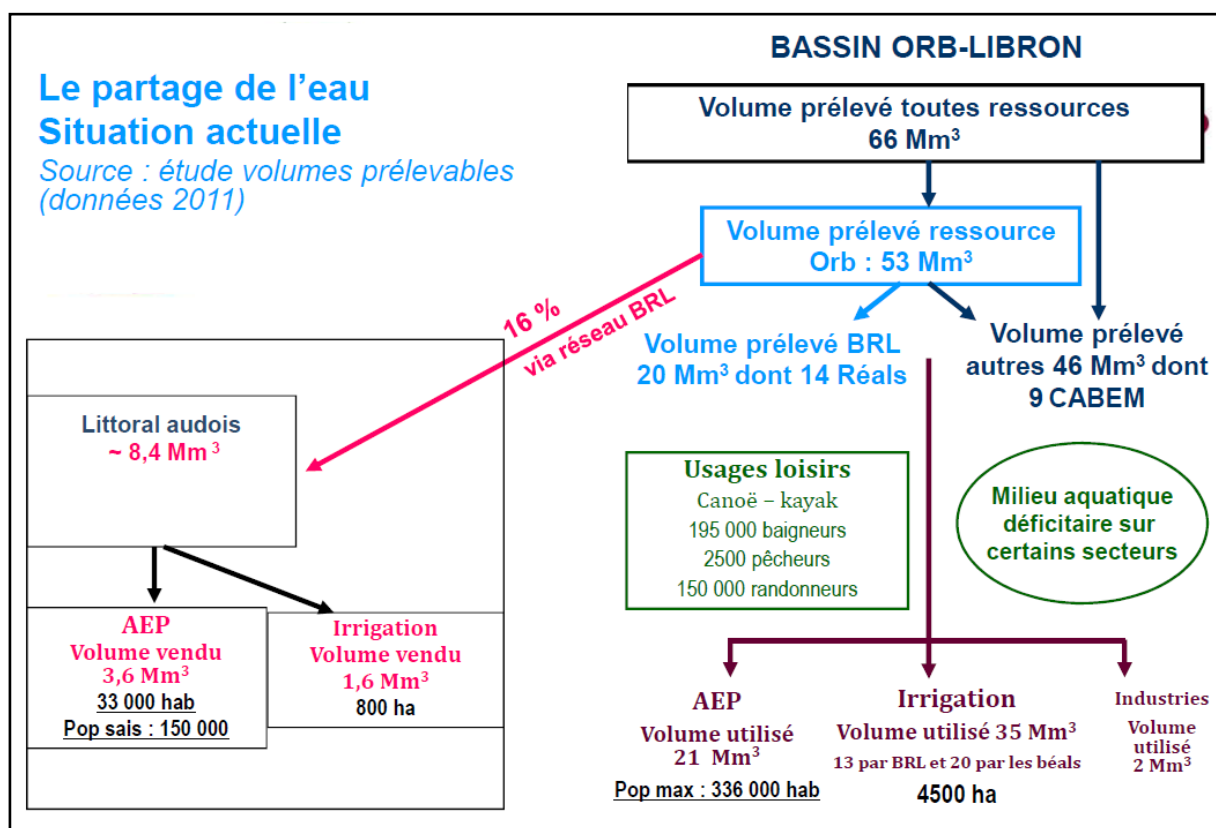 Le partage de l’eau
Situation actuelle
Source : étude volumes prélevables
(données 2011)
BASSIN ORB-LIBRON
Volume prélevé toutes ressources
66 Mm³
Volume prélevé ressource
Orb : 53 Mm³
16 %
via réseau BRL
Volume prélevé BRL
20 Mm³ dont 14 Réals
Volume prélevé
autres 46 Mm³ dont
9 CABEM
Littoral audois
~ 8,4 Mm³
Usages loisirs
Canoë – kayak
195 000 baigneurs
2500 pêcheurs
150 000 randonneurs
Milieu aquatique
déficitaire sur
certains secteurs
AEP
Volume vendu
3,6 Mm³
33 000 hab
Pop sais : 150 000
Irrigation
Volume vendu
1,6 Mm³
800 ha
AEP
Volume utilisé
21 Mm³
Pop max : 336 000 hab
Irrigation
Volume utilisé 35 Mm³
13 par BRL et 20 par les béals
4500 ha
Industries
Volume
utilisé
2 Mm³